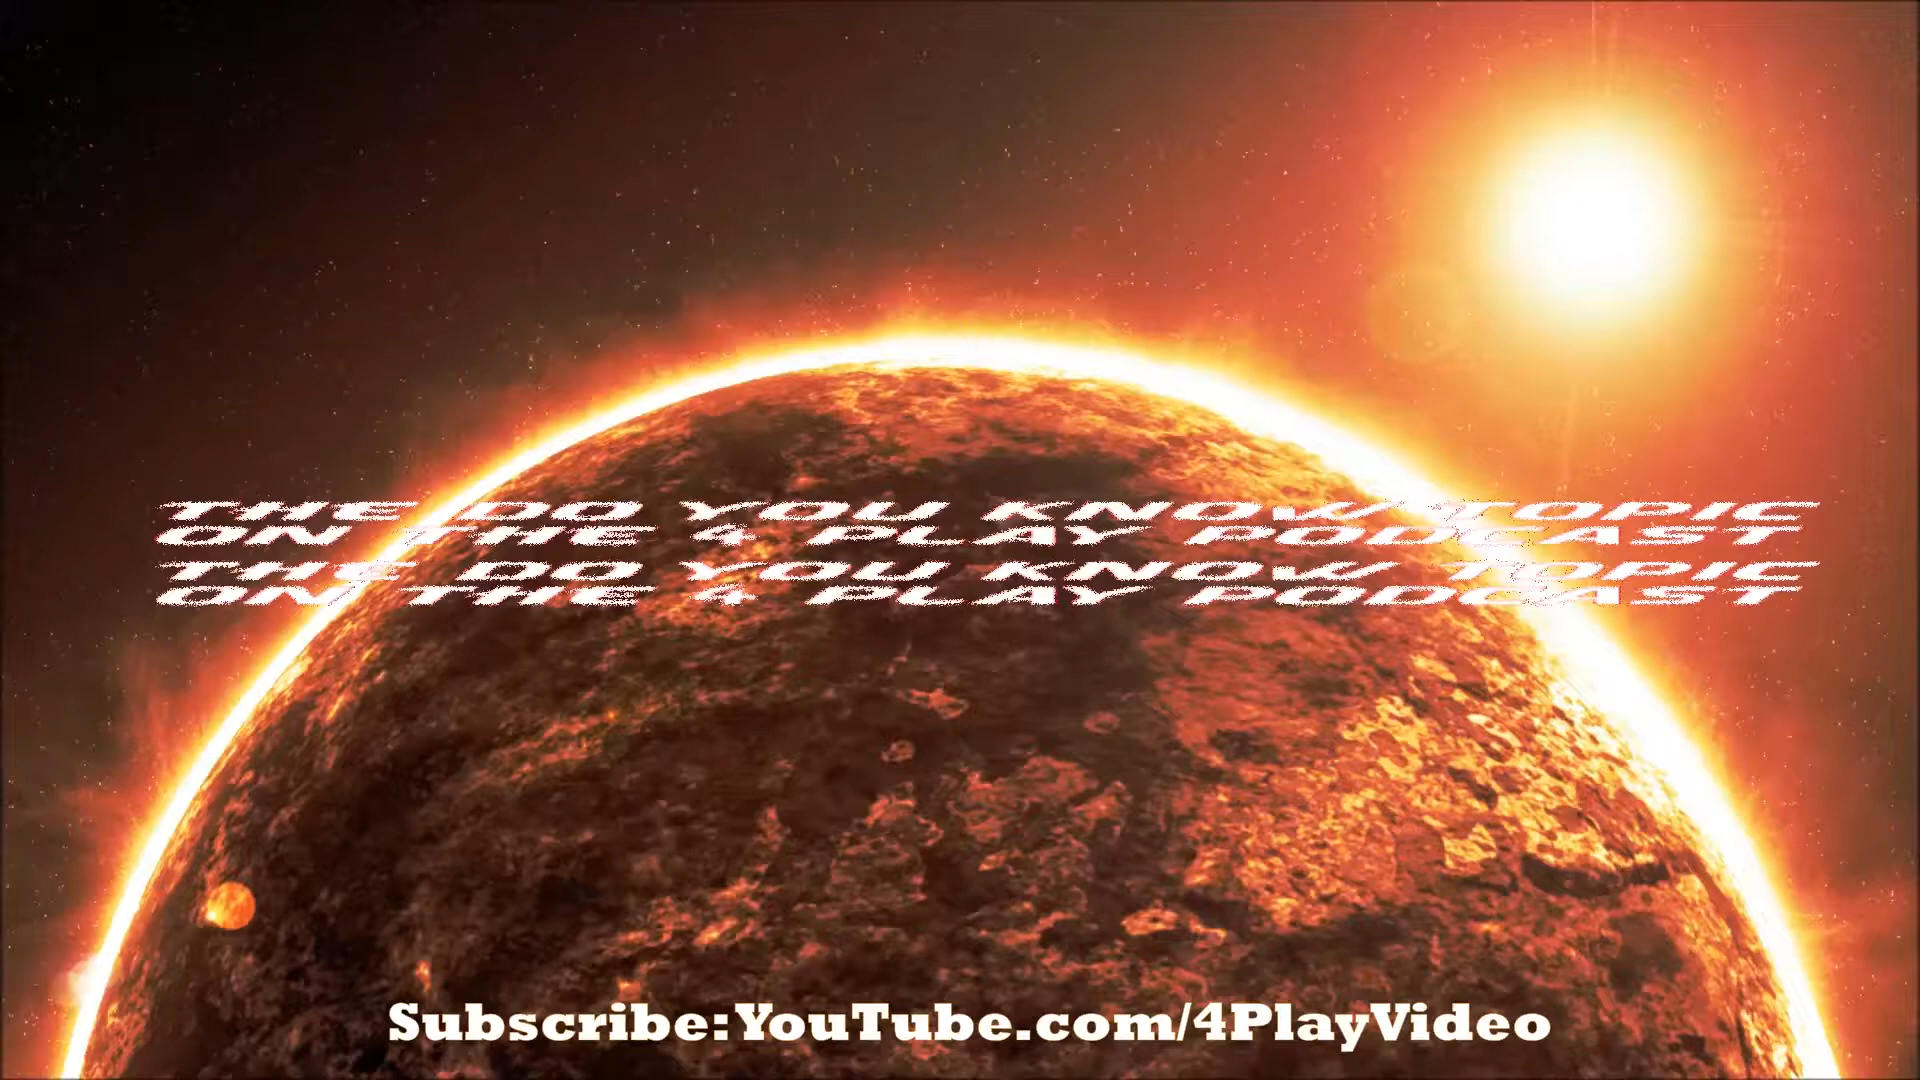 THE DO YOU KNOW TOPIC
ON THE 4 PLAY PODCAST
THE DO YOU KNOW TOPIC
ON THE 4 PLAY PODCAST
Subscribe:YouTube.com/4PlayVideo